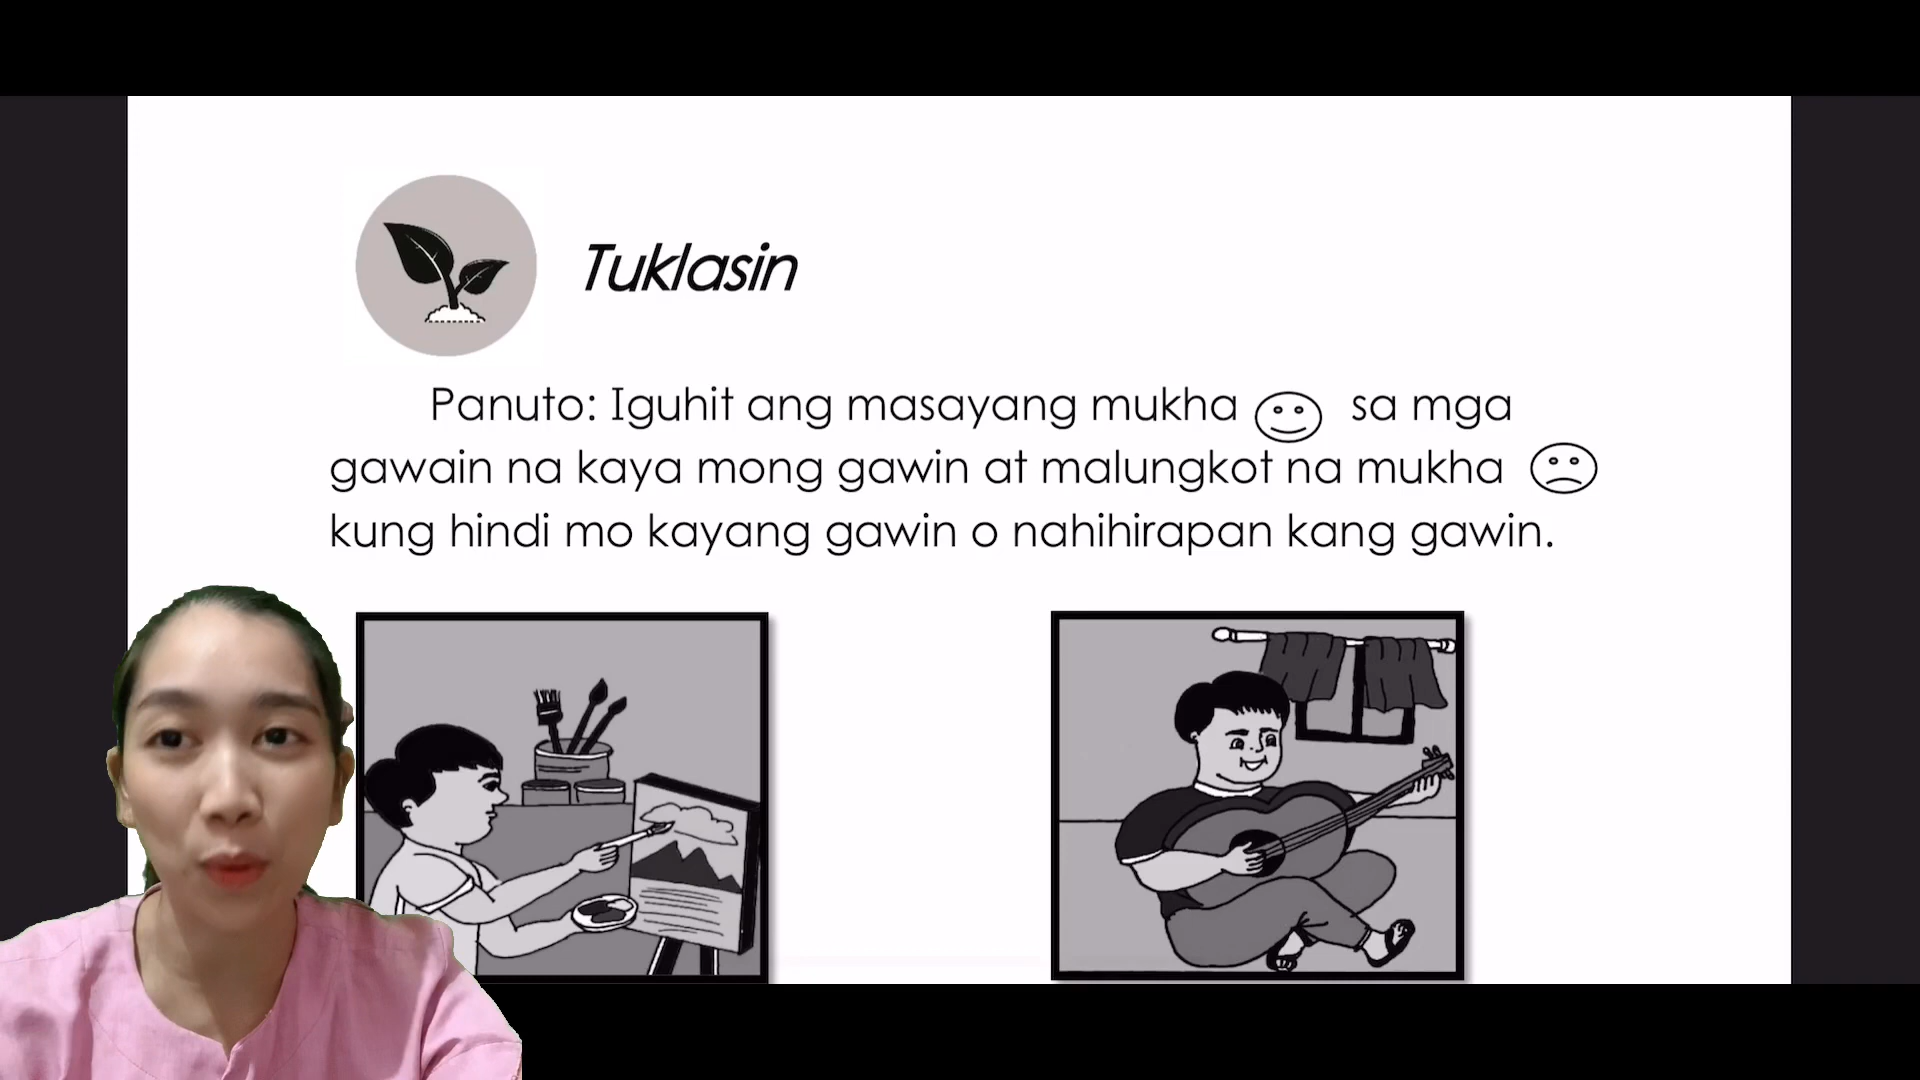 Tuklasin
Panuto: Iguhit ang masayang mukha sa mga
gawain na kaya mong gawin at malungkot na mukha
kung hindi mo kayang gawin o nahihirapan kang gawin.